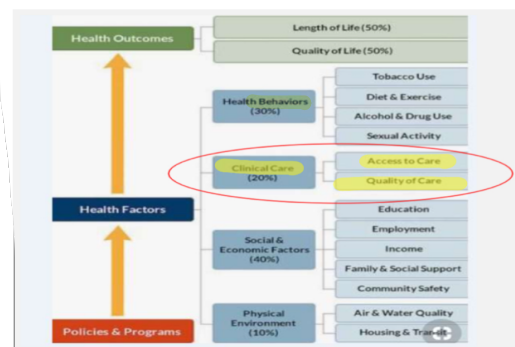 Health Outcomes
Length of Life (50%)
Quality of Life (50%)
Health Behaviors
(30%)
Tobacco Use
Diet & Exercise
Alcohol & Drug Use
Sexual Activity
Clinical Care
(20%)
Access to Care
Quality of Care
Health Factors
Social &
Economic Factors
(40%)
Education
Employment
Income
Family & Social Support
Community Safety
Physical
Environment
(10%)
Air & Water Quality
Housing & Transit
Policies & Programs